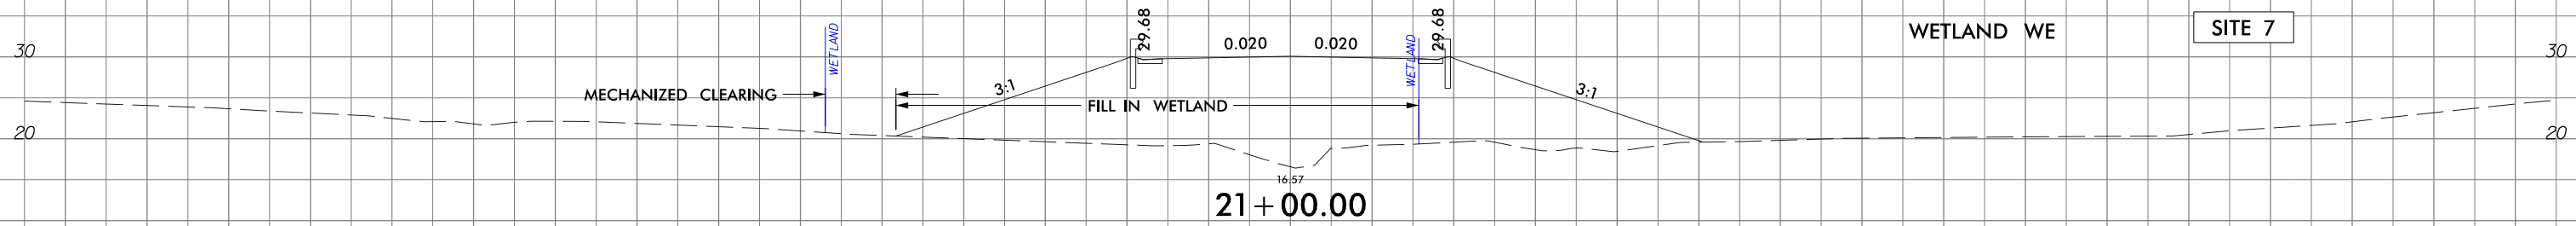 29.68
29.68
WETLAND
WETLAND
WETLAND WE
SITE 7
0.020
0.020
30
30
MECHANIZED CLEARING
3:1
3:1
FILL IN WETLAND
20
20
16.57
21+00.00